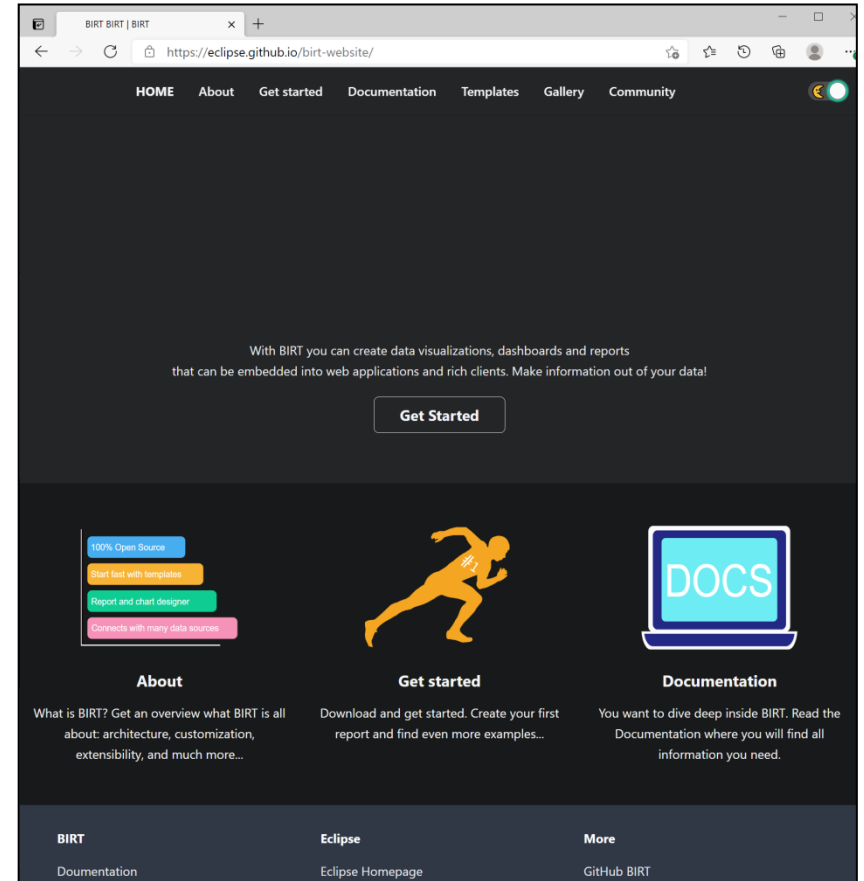 BIRT BIRT | BIRT
https://eclipse.github.io/birt-website/
HOME About Get started Documentation Templates Gallery Community
With BIRT you can create data visualizations, dashboards and reports
that can be embedded into web applications and rich clients. Make information out of your data!
Get Started
100% Open Source
Start fast with templates
Report and chart designer
Connects with many data sources
#1
DOCS
About
What is BIRT? Get an overview what BIRT is all
about: architecture, customization,
extensibility, and much more...
Get started
Download and get started. Create your first
report and find even more examples...
Documentation
You want to dive deep inside BIRT. Read the
Documentation where you will find all
information you need.
BIRT Eclipse More
Doumentation Eclipse Homepage GitHub BIRT